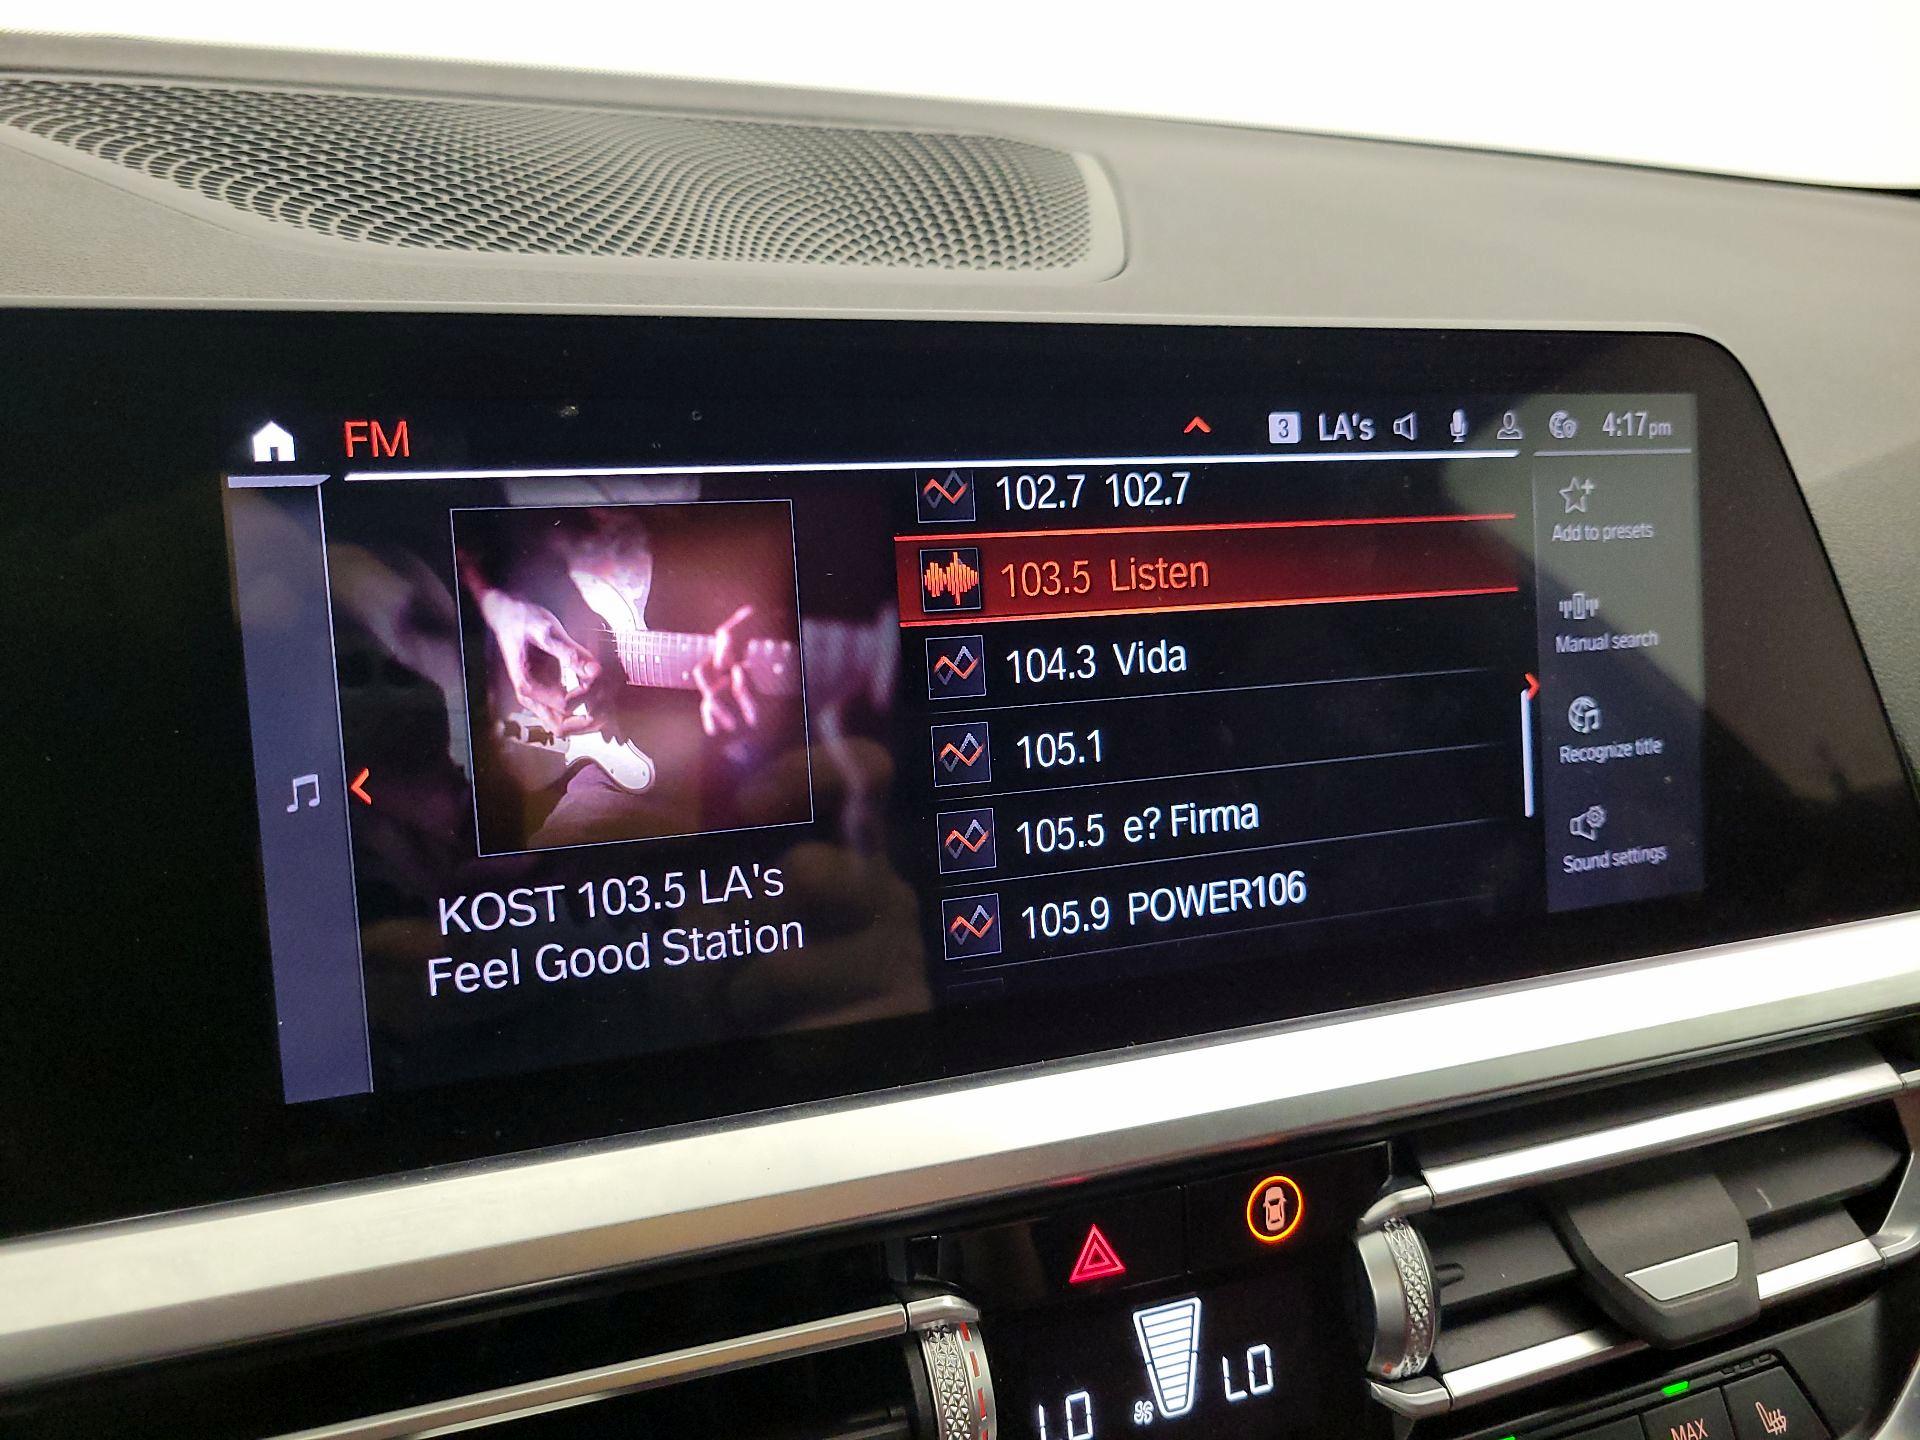 FM
3 LA's 4:17pm
102.7 102.7
103.5 Listen
104.3 Vida
105.1
105.5 e? Firma
105.9 POWER106
KOST 103.5 LA's
Feel Good Station
Add to presets
Manual search
Recognize title
Sound settings
LO
LO
MAX